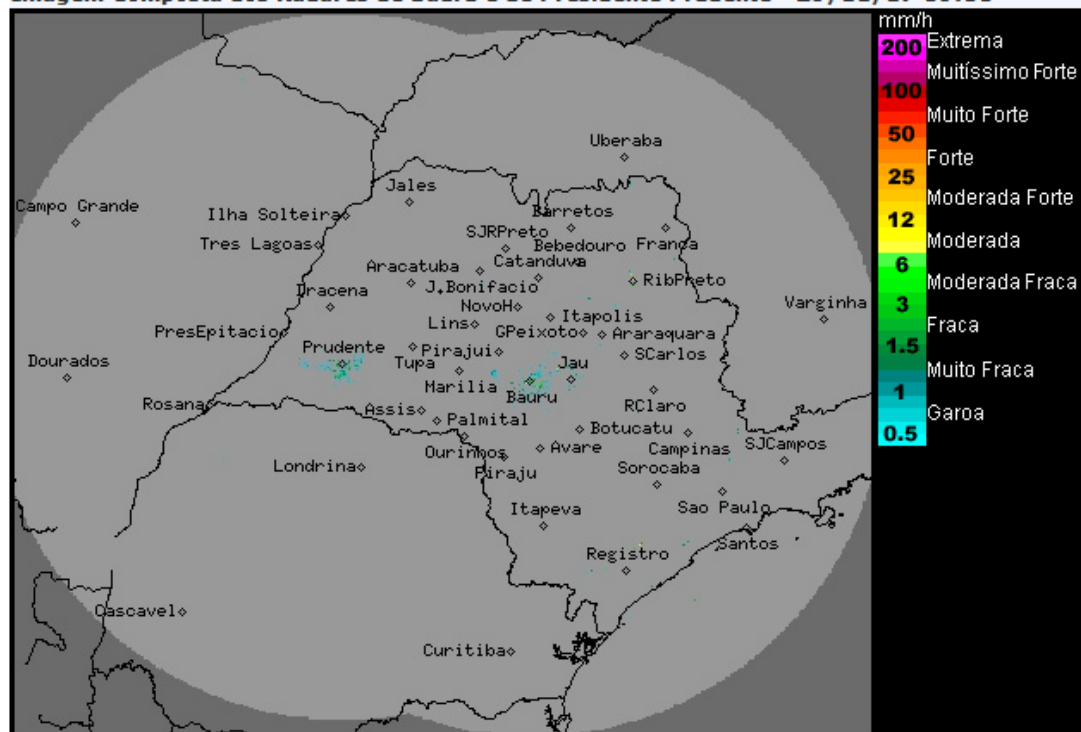 mm/h
200 Extrema
Muitíssimo Forte
100
Muito Forte
50
Forte
25
Moderada Forte
12
Moderada
6
Moderada Fraca
3
Fraca
1.5
Muito Fraca
1
Garoa
0.5
Uberaba
Jales
Campo Grande
Ilha Solteira
Barretos
Tres Lagoas
SJRPreto
Bebedouro
Franca
Aracatuba
Catanduva
J.Bonifacio
RibPreto
Dracena
NovoH
Varginha
Lins
Itapolis
PresEpitacio
GPeixoto
Araraquara
Prudente
Tupa
Pirajui
Jau
SCarlos
Dourados
Marilia
Bauru
Rosana
Assis
Palmital
RClaro
Botucatu
Ourinhos
Avare
Campinas
SJCampos
Londrina
Piraju
Sorocaba
Itapeva
Sao Paulo
Santos
Registro
Cascavel
Curitiba